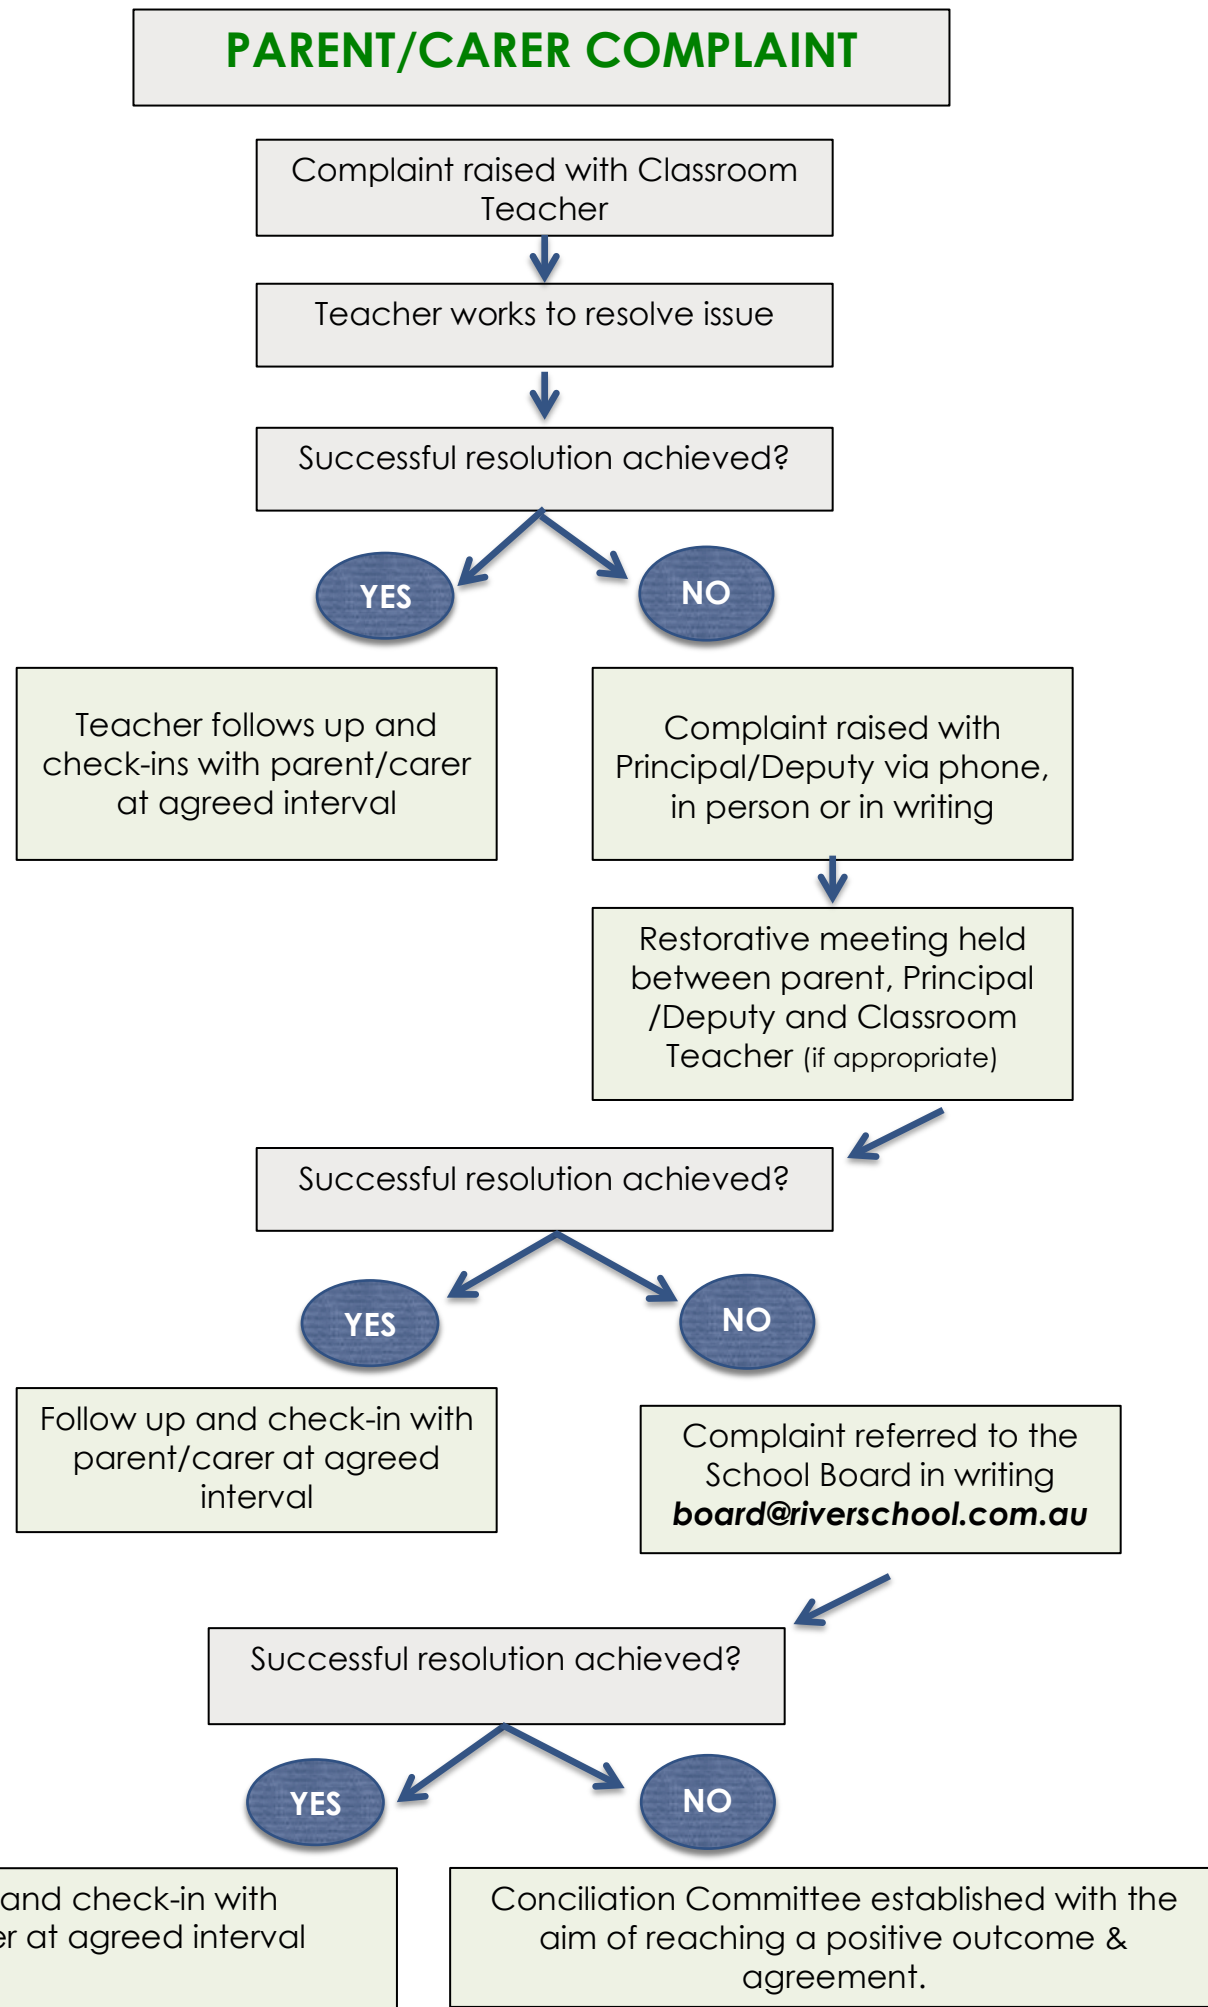 PARENT/CARER COMPLAINT
Complaint raised with Classroom
Teacher
Teacher works to resolve issue
Successful resolution achieved?
YES
NO
Teacher follows up and
check-ins with parent/carer
at agreed interval
Complaint raised with
Principal/Deputy via phone,
in person or in writing
Restorative meeting held
between parent, Principal
/Deputy and Classroom
Teacher (if appropriate)
Successful resolution achieved?
YES
NO
Follow up and check-in with
parent/carer at agreed
interval
Complaint referred to the
School Board in writing
board@riverschool.com.au
Successful resolution achieved?
YES
NO
and check-in with
at agreed interval
Conciliation Committee established with the
aim of reaching a positive outcome &
agreement.